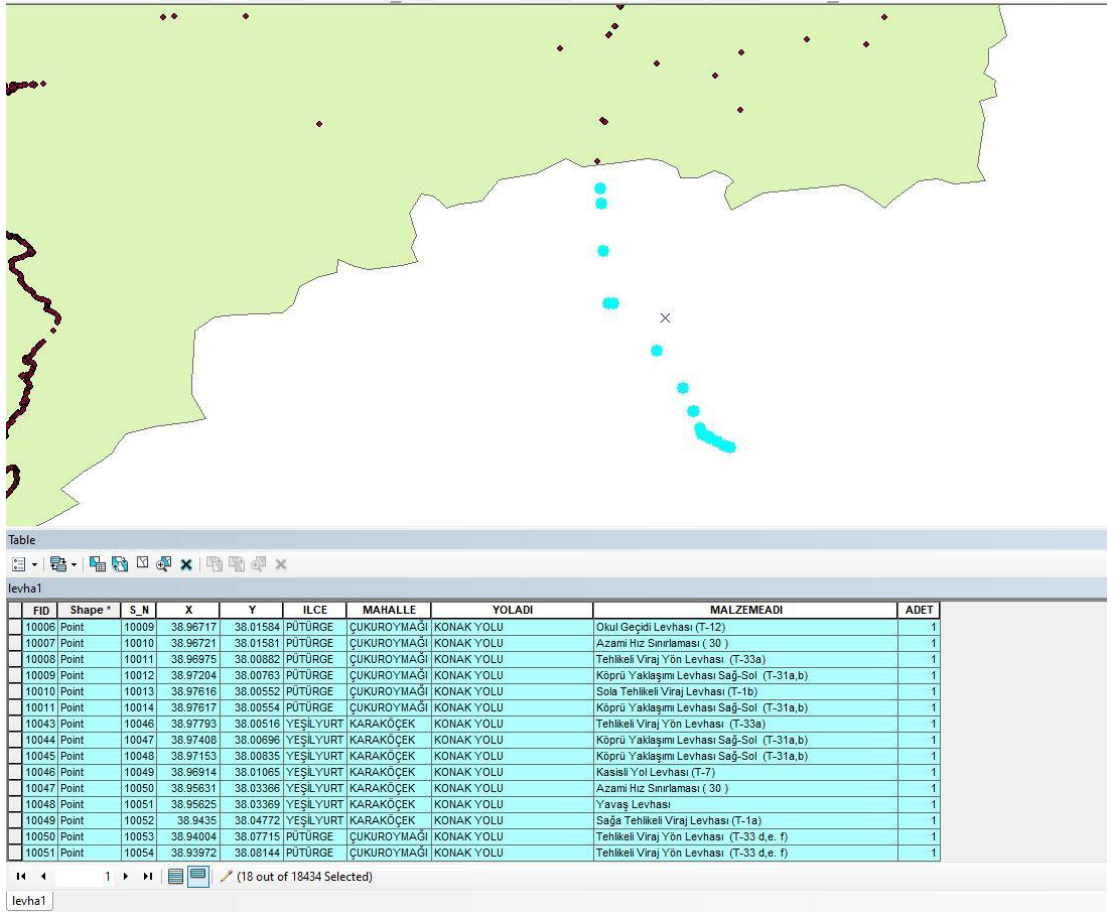 Table
levha1
FID Shape * S_N X Y ILCE MAHALLE YOLADI MALZEMEADI ADET
10006 Point 10009 38.96717 38.01584 PÜTÜRGE ÇUKUROYMAĞI KONAK YOLU Okul Geçidi Levhası (T-12) 1
10007 Point 10010 38.96721 38.01581 PÜTÜRGE ÇUKUROYMAĞI KONAK YOLU Azami Hız Sınırlaması ( 30 ) 1
10008 Point 10011 38.96975 38.00882 PÜTÜRGE ÇUKUROYMAĞI KONAK YOLU Tehlikeli Viraj Yön Levhası (T-33a) 1
10009 Point 10012 38.97204 38.00763 PÜTÜRGE ÇUKUROYMAĞI KONAK YOLU Köprü Yaklaşımı Levhası Sağ-Sol (T-31a,b) 1
10010 Point 10013 38.97616 38.00552 PÜTÜRGE ÇUKUROYMAĞI KONAK YOLU Sola Tehlikeli Viraj Levhası (T-1b) 1
10011 Point 10014 38.97617 38.00554 PÜTÜRGE ÇUKUROYMAĞI KONAK YOLU Köprü Yaklaşımı Levhası Sağ-Sol (T-31a,b) 1
10043 Point 10046 38.97793 38.00516 YEŞİLYURT KARAKÖÇEK KONAK YOLU Tehlikeli Viraj Yön Levhası (T-33a) 1
10044 Point 10047 38.97408 38.00696 YEŞİLYURT KARAKÖÇEK KONAK YOLU Köprü Yaklaşımı Levhası Sağ-Sol (T-31a,b) 1
10045 Point 10048 38.97153 38.00835 YEŞİLYURT KARAKÖÇEK KONAK YOLU Köprü Yaklaşımı Levhası Sağ-Sol (T-31a,b) 1
10046 Point 10049 38.96914 38.01065 YEŞİLYURT KARAKÖÇEK KONAK YOLU Kasisli Yol Levhası (T-7) 1
10047 Point 10050 38.95631 38.03366 YEŞİLYURT KARAKÖÇEK KONAK YOLU Azami Hız Sınırlaması ( 30 ) 1
10048 Point 10051 38.95625 38.03369 YEŞİLYURT KARAKÖÇEK KONAK YOLU Yavaş Levhası 1
10049 Point 10052 38.9435 38.04772 YEŞİLYURT KARAKÖÇEK KONAK YOLU Sağa Tehlikeli Viraj Levhası (T-1a) 1
10050 Point 10053 38.94004 38.07715 PÜTÜRGE ÇUKUROYMAĞI KONAK YOLU Tehlikeli Viraj Yön Levhası (T-33 d,e. f) 1
10051 Point 10054 38.93972 38.08144 PÜTÜRGE ÇUKUROYMAĞI KONAK YOLU Tehlikeli Viraj Yön Levhası (T-33 d,e. f) 1
1 (18 out of 18434 Selected)
levha1